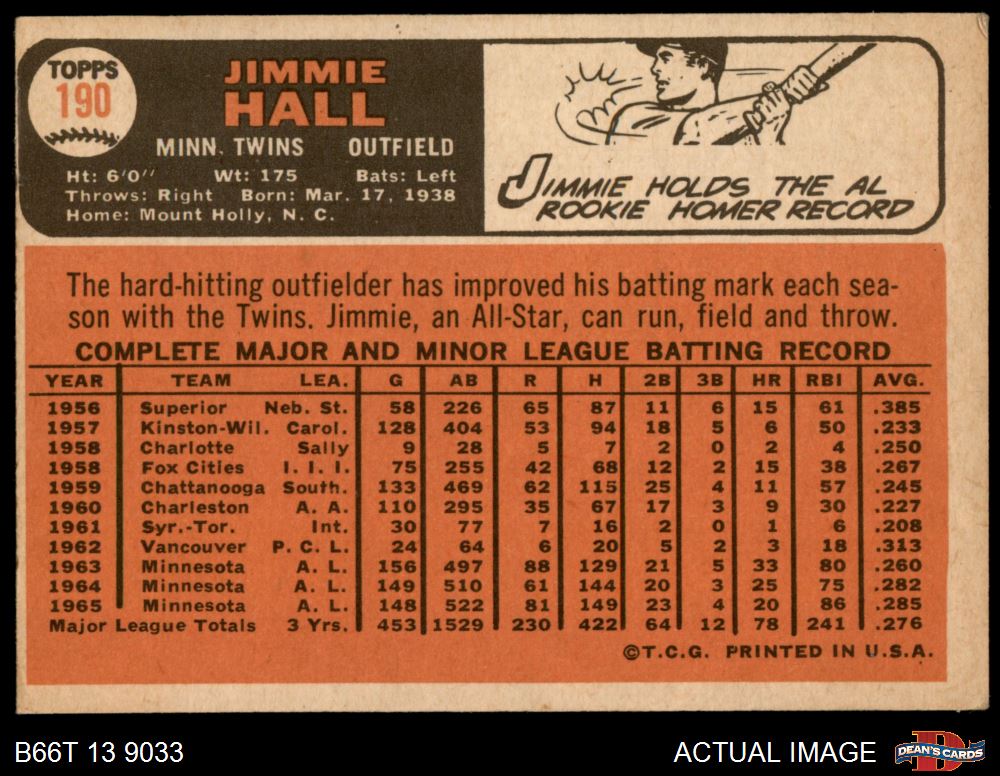 TOPPS
190
JIMMIE
HALL
MINN. TWINS OUTFIELD
Ht: 6'0" Wt: 175 Bats: Left
Throws: Right Born: Mar. 17, 1938
Home: Mount Holly, N. C.
JIMMIE HOLDS THE AL
ROOKIE HOMER RECORD
The hard-hitting outfielder has improved his batting mark each sea-
son with the Twins. Jimmie, an All-Star, can run, field and throw.
COMPLETE MAJOR AND MINOR LEAGUE BATTING RECORD
YEAR TEAM LEA. G AB R H 2B 3B HR RBI AVG.
1956 Superior Neb. St. 58 226 65 87 11 6 15 61 .385
1957 Kinston-Wil. Carol. 128 404 53 94 18 5 6 50 .233
1958 Charlotte Sally 9 28 5 7 2 0 2 4 .250
1958 Fox Cities I. I. I. 75 255 42 68 12 2 15 38 .267
1959 Chattanooga South. 133 469 62 115 25 4 11 57 .245
1960 Charleston A. A. 110 295 35 67 17 3 9 30 .227
1961 Syr.-Tor. Int. 30 77 7 16 2 0 1 6 .208
1962 Vancouver P. C. L. 24 64 6 20 5 2 3 18 .313
1963 Minnesota A. L. 156 497 88 129 21 5 33 80 .260
1964 Minnesota A. L. 149 510 61 144 20 3 25 75 .282
1965 Minnesota A. L. 148 522 81 149 23 4 20 86 .285
Major League Totals 3 Yrs. 453 1529 230 422 64 12 78 241 .276
©T.C.G. PRINTED IN U.S.A.
B66T 13 9033 ACTUAL IMAGE DEAN'S CARDS